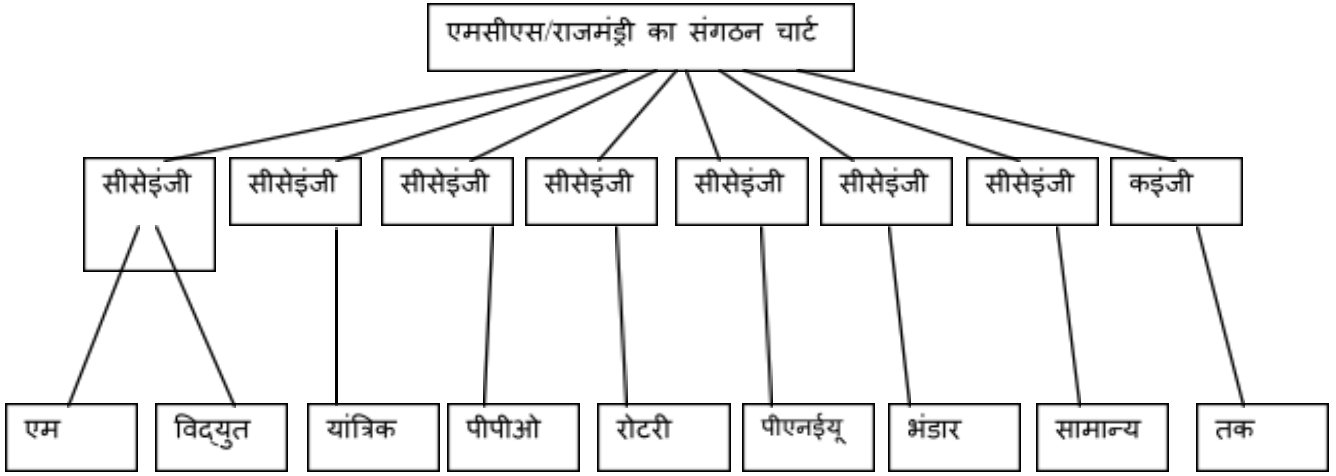 एमसीएस/राजमंड्री का संगठन चार्ट
सीसेइंजी सीसेइंजी सीसेइंजी सीसेइंजी सीसेइंजी सीसेइंजी सीसेइंजी कइंजी
एम विद्युत यांत्रिक पीपीओ रोटरी पीएनईयू भंडार सामान्य तक